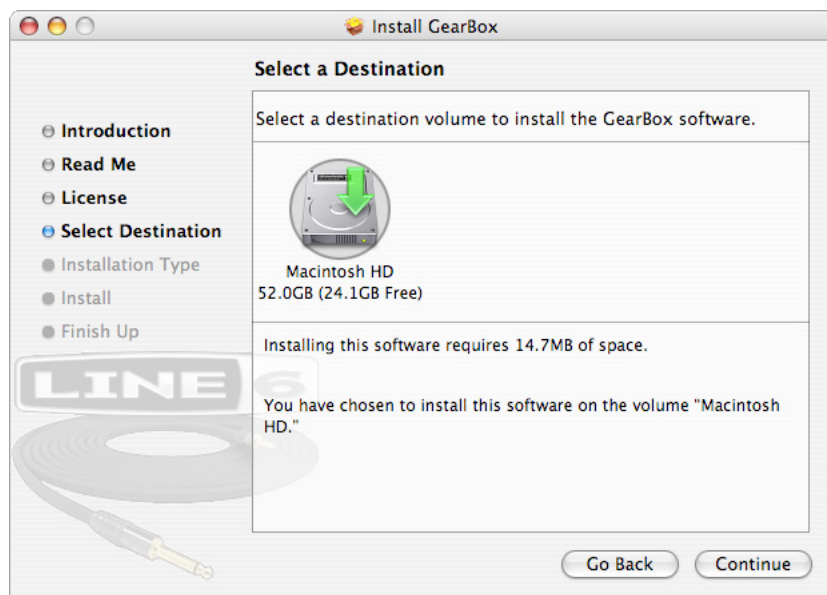 Install GearBox
Select a Destination
Introduction
Read Me
License
Select Destination
Installation Type
Install
Finish Up
Select a destination volume to install the GearBox software.
Macintosh HD
52.0GB (24.1GB Free)
Installing this software requires 14.7MB of space.
You have chosen to install this software on the volume "Macintosh
HD."
LINE 6
Go Back
Continue